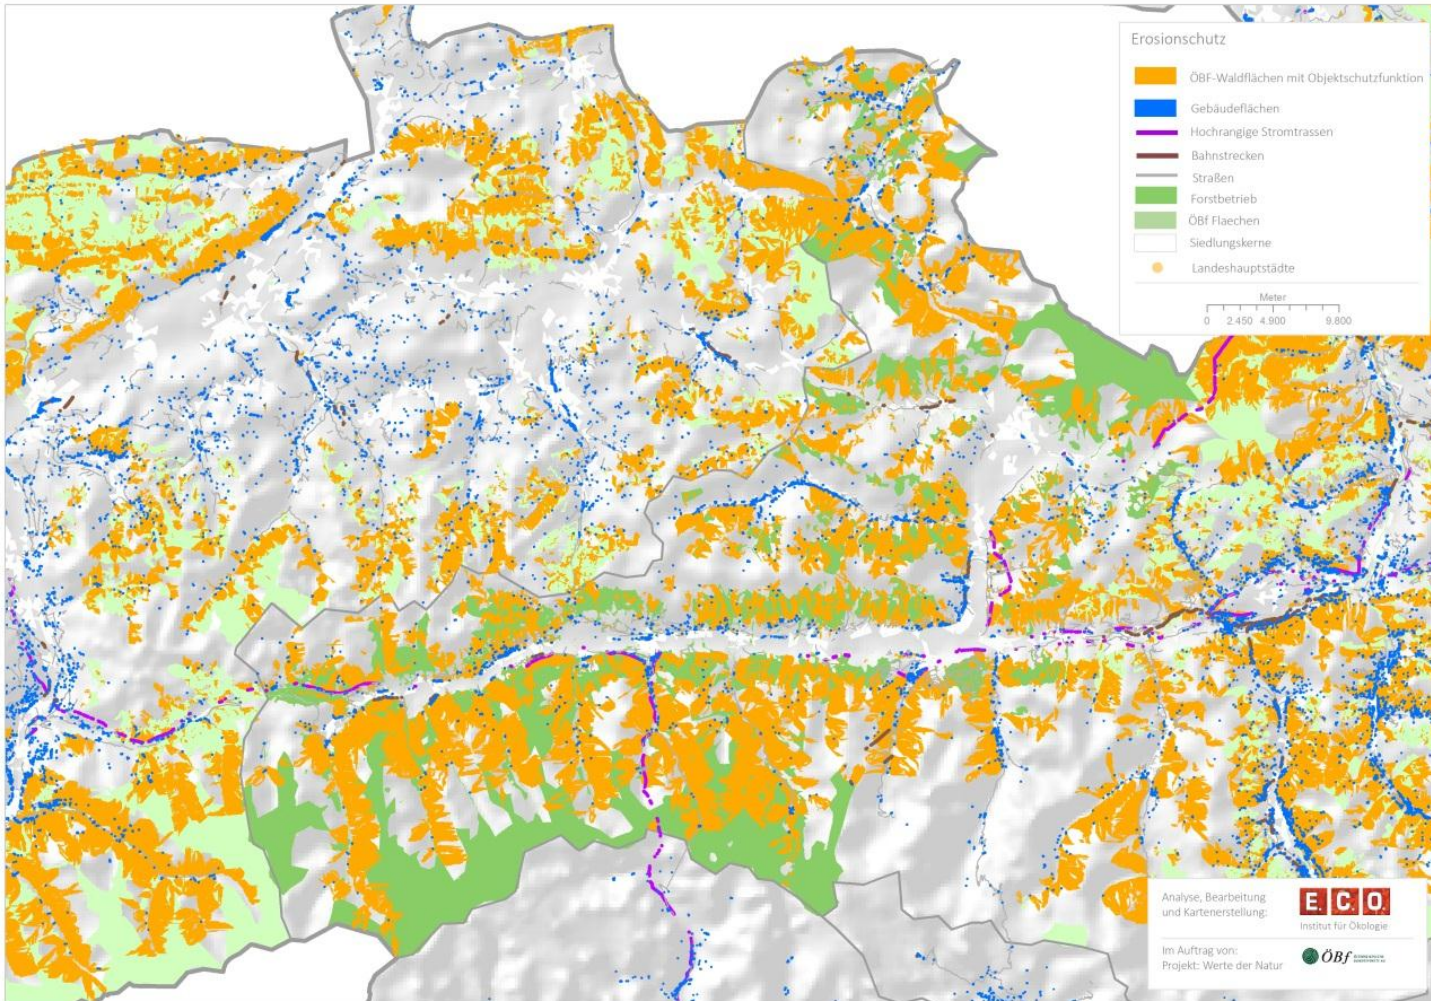 Erosionschutz
ÖBF-Waldflächen mit Objektschutzfunktion
Gebäudeflächen
Hochrangige Stromtrassen
Bahnstrecken
Straßen
Forstbetrieb
ÖBf Flaechen
Siedlungskerne
Landeshauptstädte
Meter
0 2.450 4.900 9.800
Analyse, Bearbeitung
und Kartenerstellung:
E.C.O.
Institut für Ökologie
Im Auftrag von:
Projekt: Werte der Natur
ÖBf